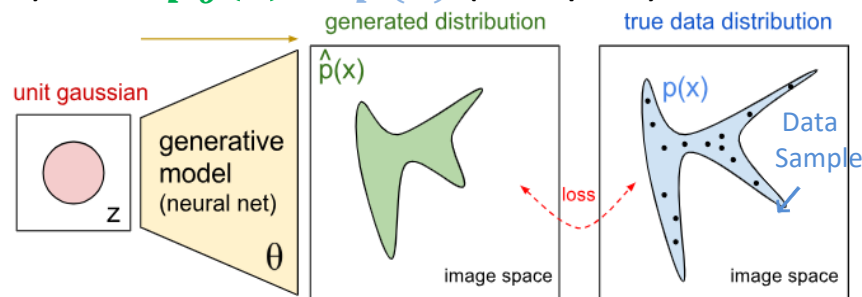 generated distribution
true data distribution
p̂(x)
unit gaussian
p(x)
generative
model
(neural net)
Data
Sample
loss
z
θ
image space
image space